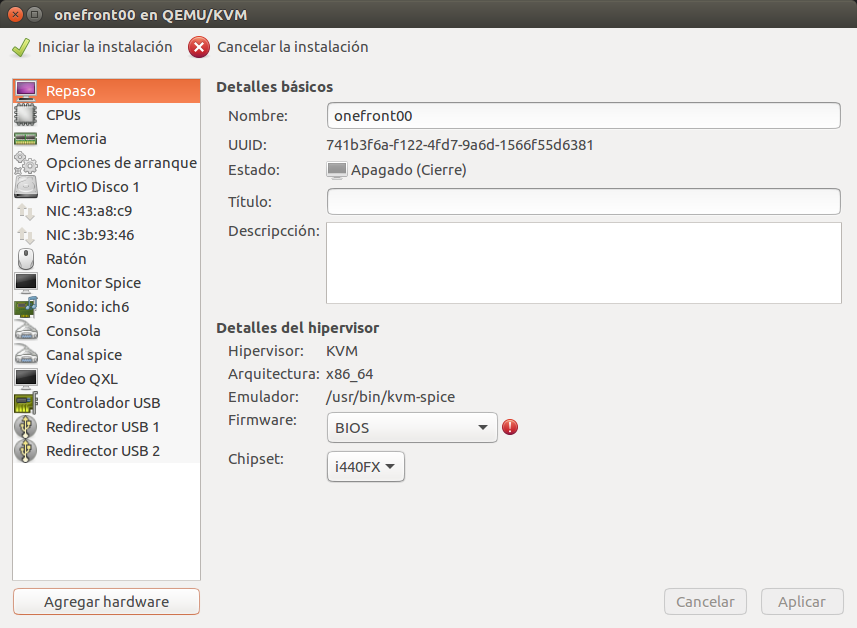 onefront00 en QEMU/KVM
Iniciar la instalación
Cancelar la instalación
Repaso
CPUs
Memoria
Opciones de arranque
VirtIO Disco 1
NIC :43:a8:c9
NIC :3b:93:46
Ratón
Monitor Spice
Sonido: ich6
Consola
Canal spice
Vídeo QXL
Controlador USB
Redirector USB 1
Redirector USB 2
Agregar hardware
Detalles básicos
Nombre: onefront00
UUID: 741b3f6a-f122-4fd7-9a6d-1566f55d6381
Estado: Apagado (Cierre)
Título:
Descripcción:
Detalles del hipervisor
Hipervisor: KVM
Arquitectura: x86_64
Emulador: /usr/bin/kvm-spice
Firmware: BIOS
Chipset: i440FX
Cancelar
Aplicar